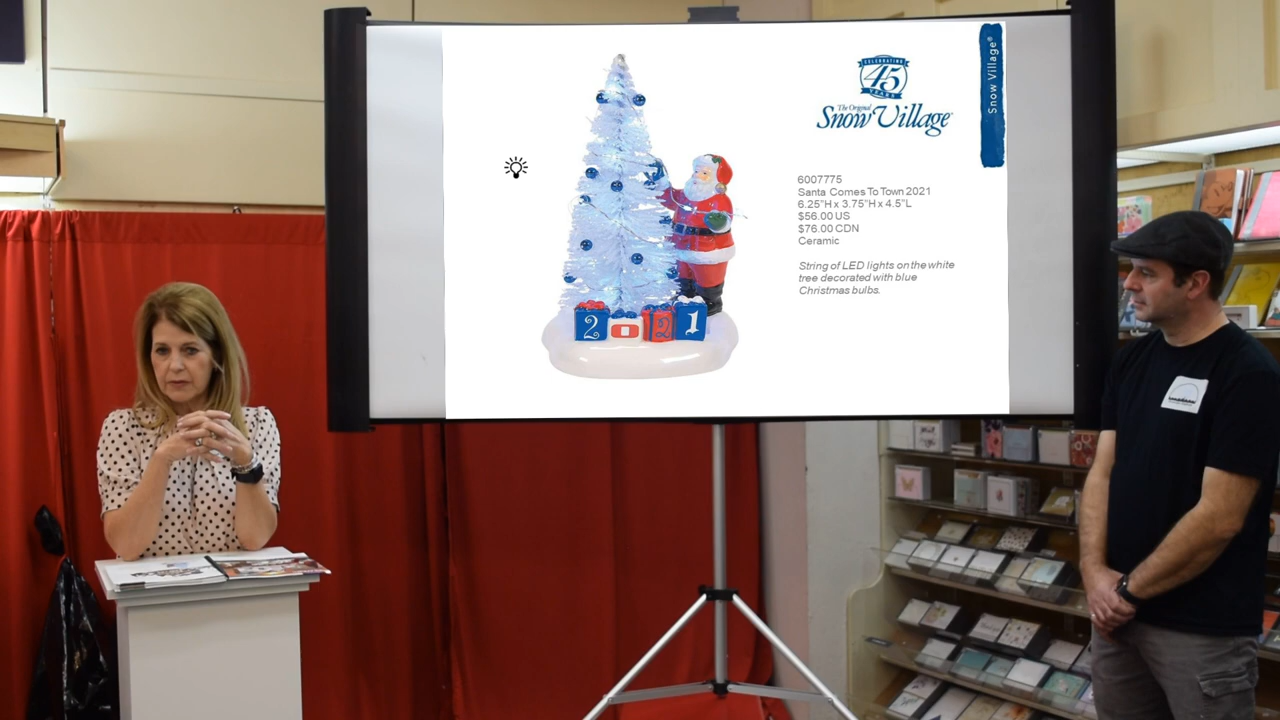 CELEBRATING
45
YEARS
The Original
Snow Village
Snow Village®
6007775
Santa Comes To Town 2021
6.25"H x 3.75"H x 4.5"L
$56.00 US
$76.00 CDN
Ceramic
String of LED lights on the white
tree decorated with blue
Christmas bulbs.
2021